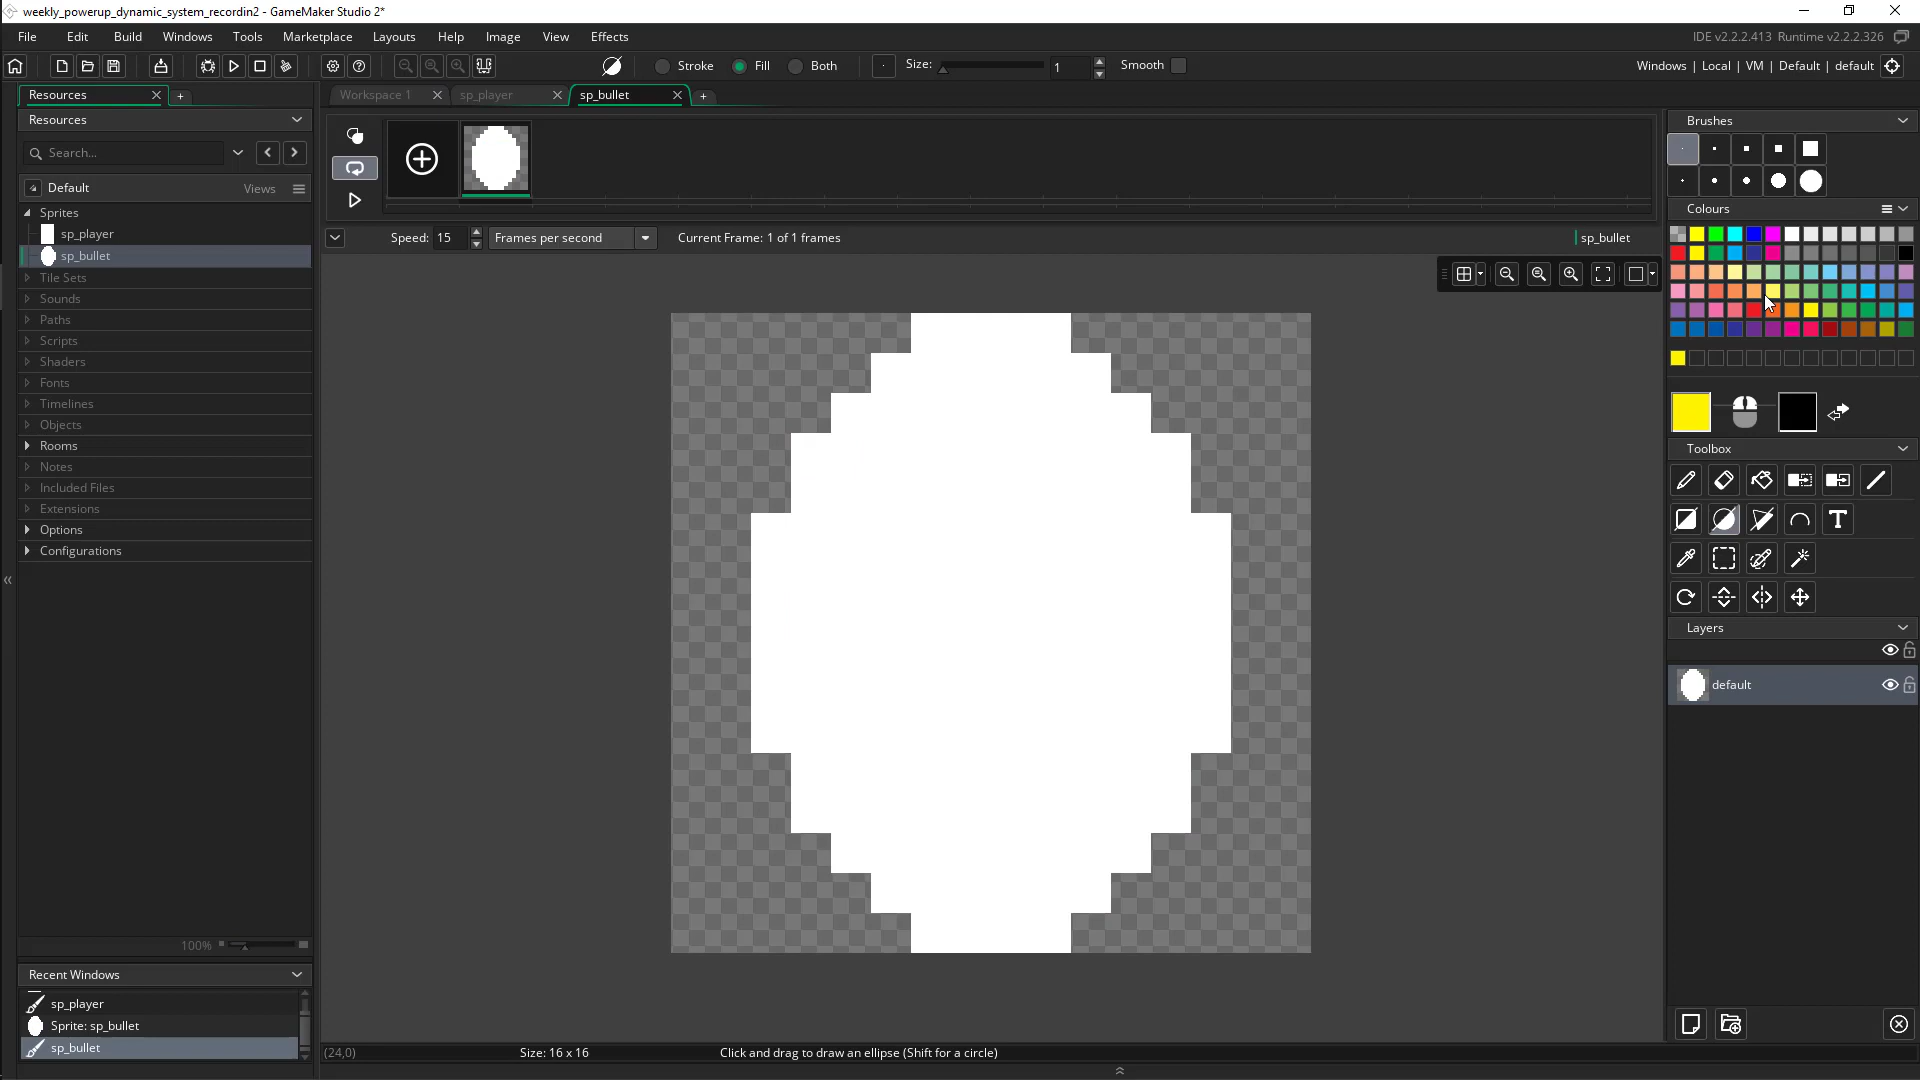 weekly_powerup_dynamic_system_recordin2 - GameMaker Studio 2*
File Edit Build Windows Tools Marketplace Layouts Help Image View Effects
IDE v2.2.2.413 Runtime v2.2.2.326
Stroke Fill Both Size: 1 Smooth
Windows | Local | VM | Default | default
Resources
Workspace 1 sp_player sp_bullet
Resources
Search...
Default Views
Sprites
sp_player
sp_bullet
Tile Sets
Sounds
Paths
Scripts
Shaders
Fonts
Timelines
Objects
Rooms
Notes
Included Files
Extensions
Options
Configurations
100%
Recent Windows
sp_player
Sprite: sp_bullet
sp_bullet
Speed: 15 Frames per second Current Frame: 1 of 1 frames sp_bullet
(24,0) Size: 16 x 16 Click and drag to draw an ellipse (Shift for a circle)
Brushes
Colours
Toolbox
T
Layers
default